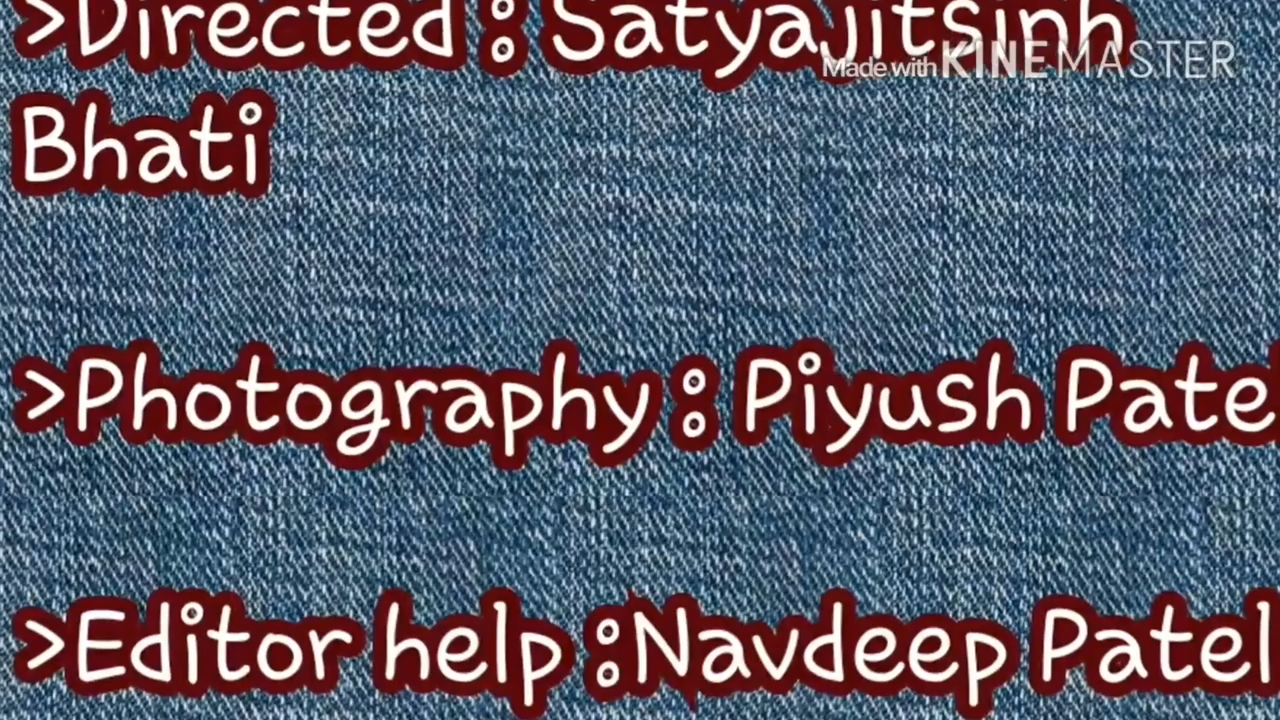 >Directed : Satyajitsinh
Made with KINEMASTER
Bhati
>Photography : Piyush Pate
>Editor help :Navdeep Patel